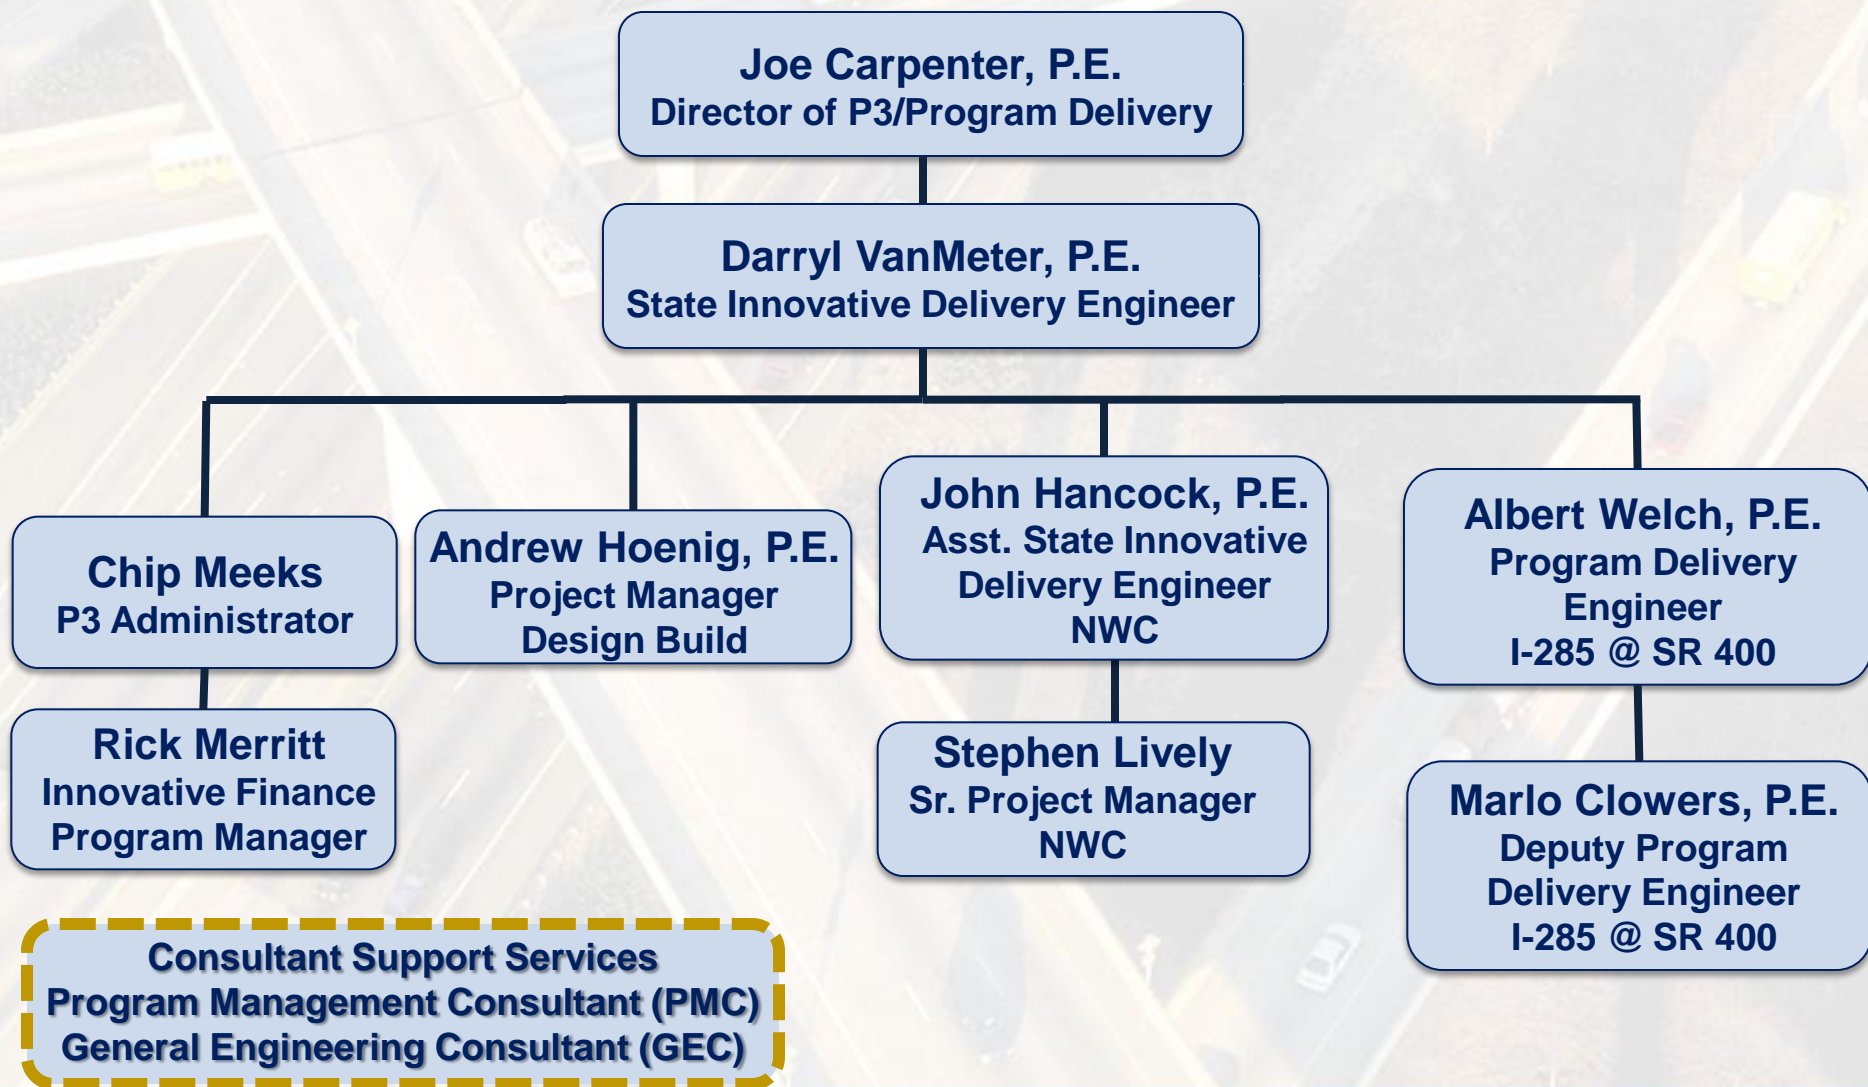 Joe Carpenter, P.E.
Director of P3/Program Delivery
Darryl VanMeter, P.E.
State Innovative Delivery Engineer
Chip Meeks
P3 Administrator
Andrew Hoenig, P.E.
Project Manager
Design Build
John Hancock, P.E.
Asst. State Innovative
Delivery Engineer
NWC
Albert Welch, P.E.
Program Delivery
Engineer
I-285 @ SR 400
Rick Merritt
Innovative Finance
Program Manager
Stephen Lively
Sr. Project Manager
NWC
Marlo Clowers, P.E.
Deputy Program
Delivery Engineer
I-285 @ SR 400
Consultant Support Services
Program Management Consultant (PMC)
General Engineering Consultant (GEC)